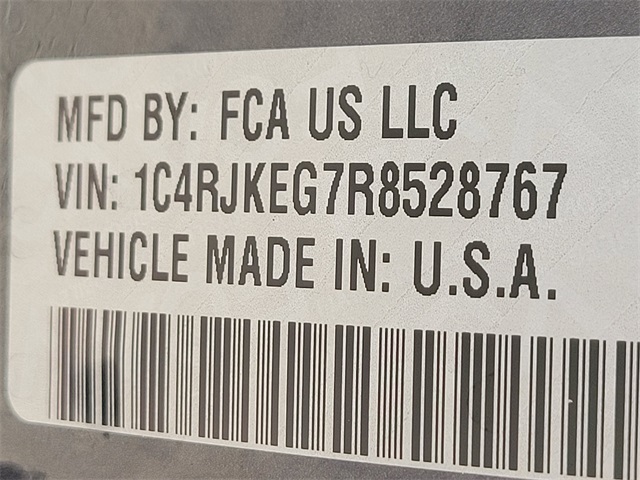 MFD BY: FCA US LLC
VIN: 1C4RJKEG7R8528767
VEHICLE MADE IN: U.S.A.